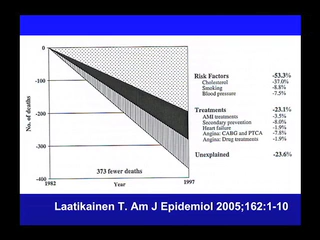 0
-100
-200
-300
-400
No. of deaths
1982
Year
1997
373 fewer deaths
Risk Factors -53.3%
Cholesterol -37.0%
Smoking -8.8%
Blood pressure -7.5%
Treatments -23.1%
AMI treatments -3.5%
Secondary prevention -8.0%
Heart failure -1.9%
Angina: CABG and PTCA -7.8%
Angina: Drug treatments -1.9%
Unexplained -23.6%
Laatikainen T. Am J Epidemiol 2005;162:1-10